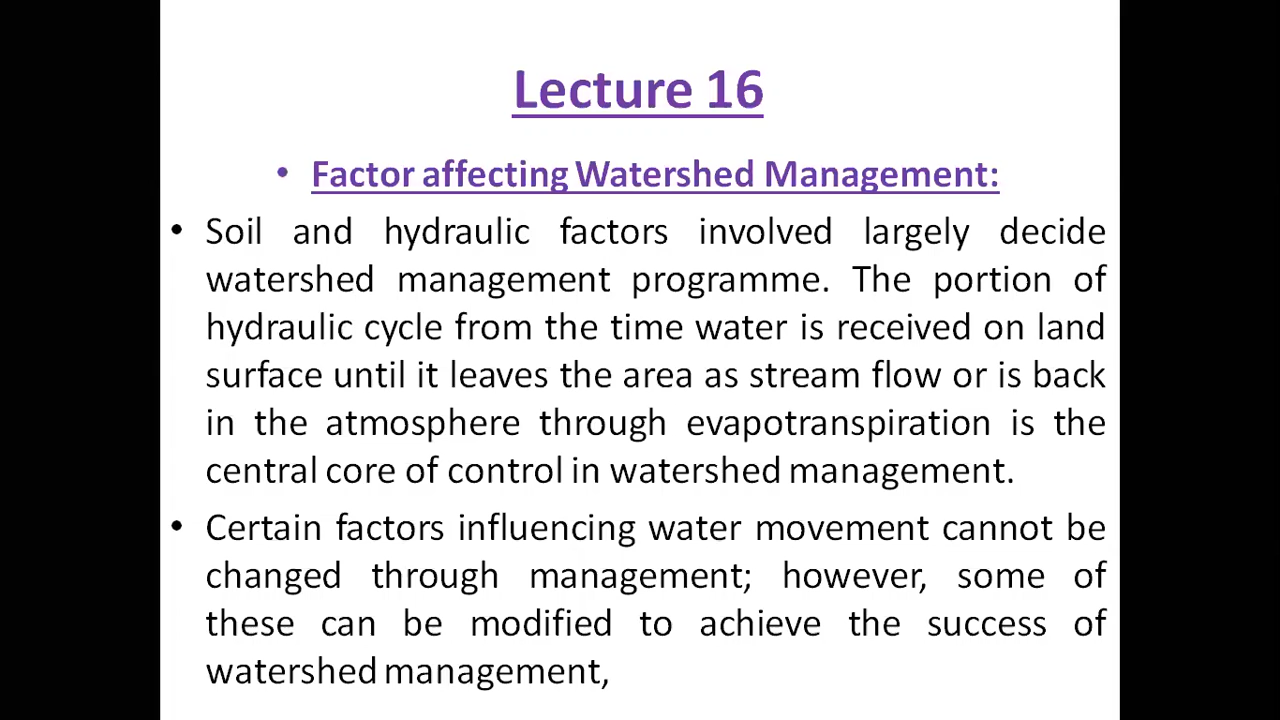 Lecture 16
• Factor affecting Watershed Management:
• Soil and hydraulic factors involved largely decide
watershed management programme. The portion of
hydraulic cycle from the time water is received on land
surface until it leaves the area as stream flow or is back
in the atmosphere through evapotranspiration is the
central core of control in watershed management.
• Certain factors influencing water movement cannot be
changed through management; however, some of
these can be modified to achieve the success of
watershed management,